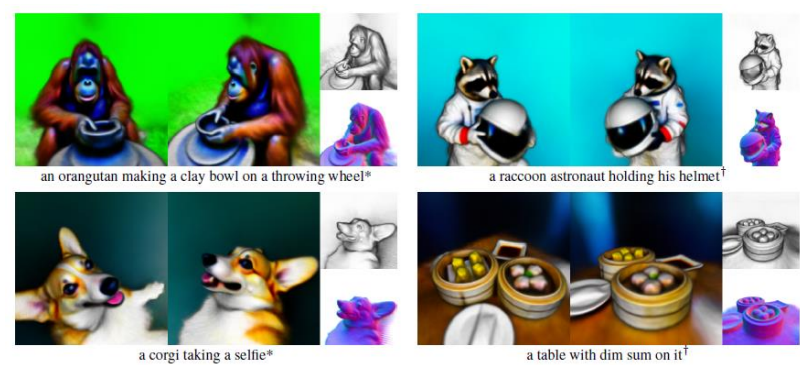 an orangutan making a clay bowl on a throwing wheel*
a raccoon astronaut holding his helmet†
a corgi taking a selfie*
a table with dim sum on it†